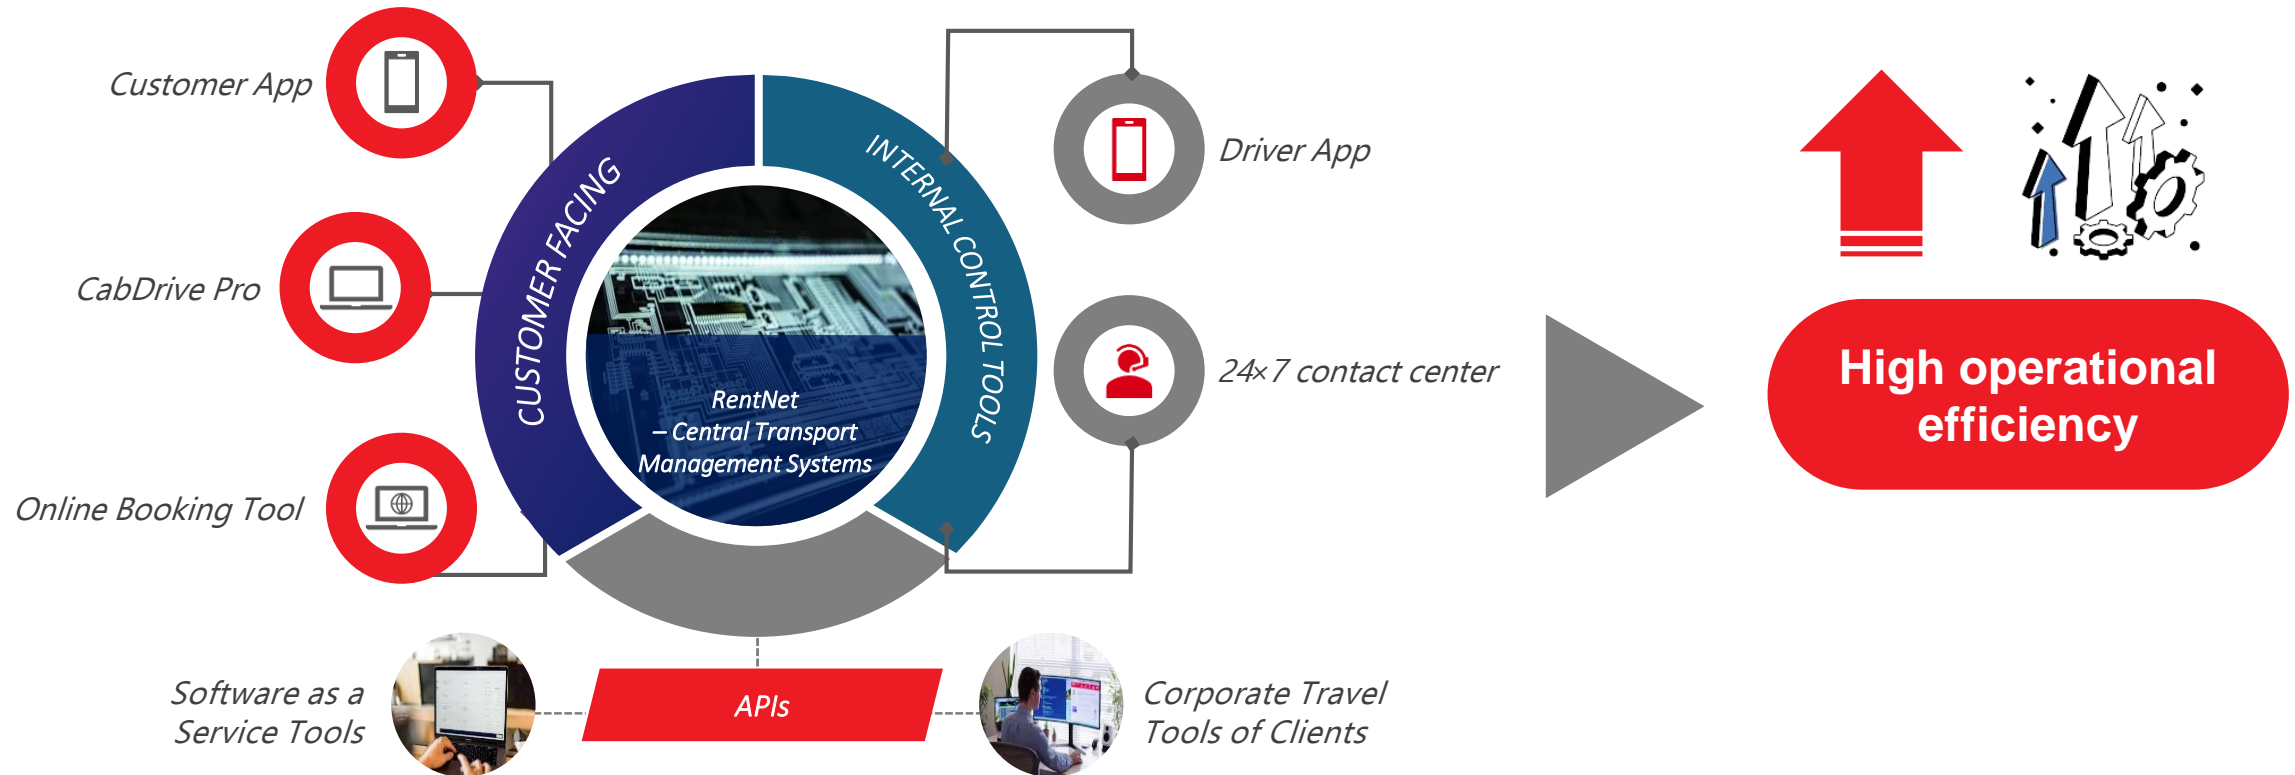 Customer App
CabDrive Pro
Online Booking Tool
CUSTOMER FACING
INTERNAL CONTROL TOOLS
RentNet
– Central Transport
Management Systems
Driver App
24×7 contact center
High operational
efficiency
Software as a
Service Tools
APIs
Corporate Travel
Tools of Clients